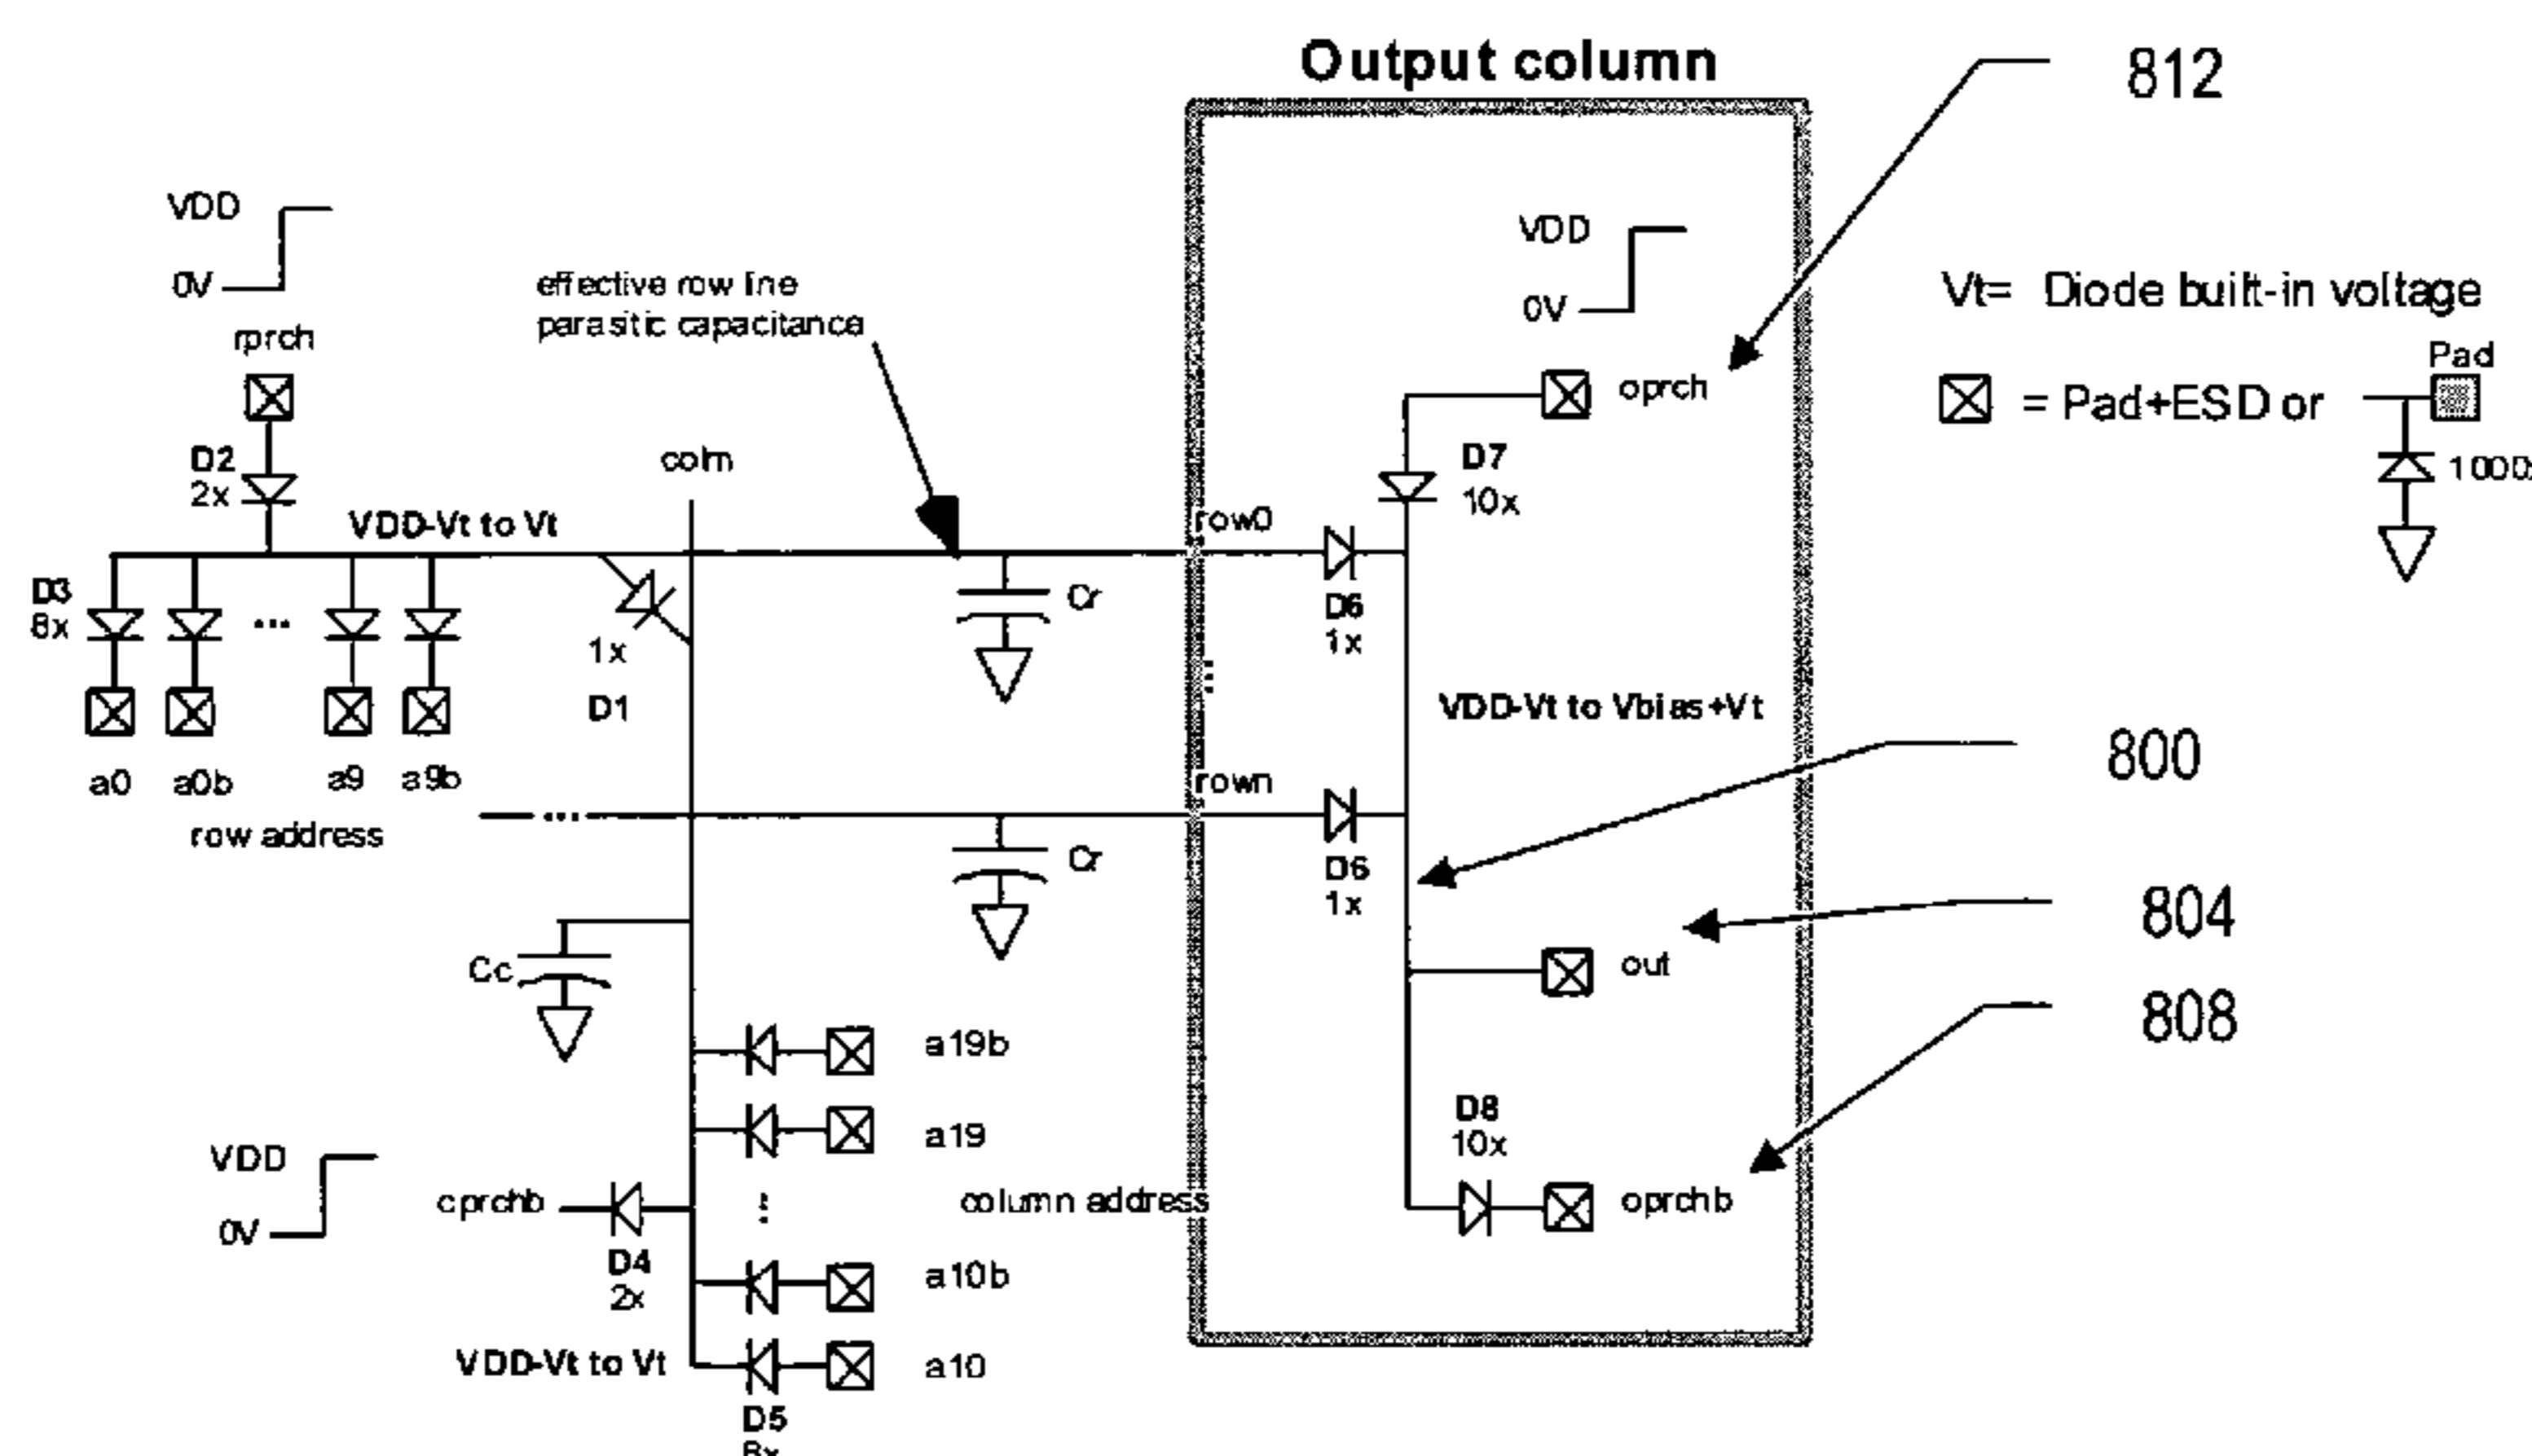 Output column
812
VDD
0V
rprch
D2
2x
VDD-Vt to Vt
D3
8x
...
a0 a0b a9 a9b
row address
...
1x
D1
colm
effective row line
parasitic capacitance
Cr
Cr
Cc
row0
...
rown
VDD
0V
oprch
D7
10x
D6
1x
VDD-Vt to Vbias+Vt
D6
1x
800
out
804
808
D8
10x
oprchb
Vt= Diode built-in voltage
= Pad+ESD or
Pad
a19b
a19
...
column address
a10b
a10
VDD
0V
cprchb
D4
2x
VDD-Vt to Vt
D5
8x